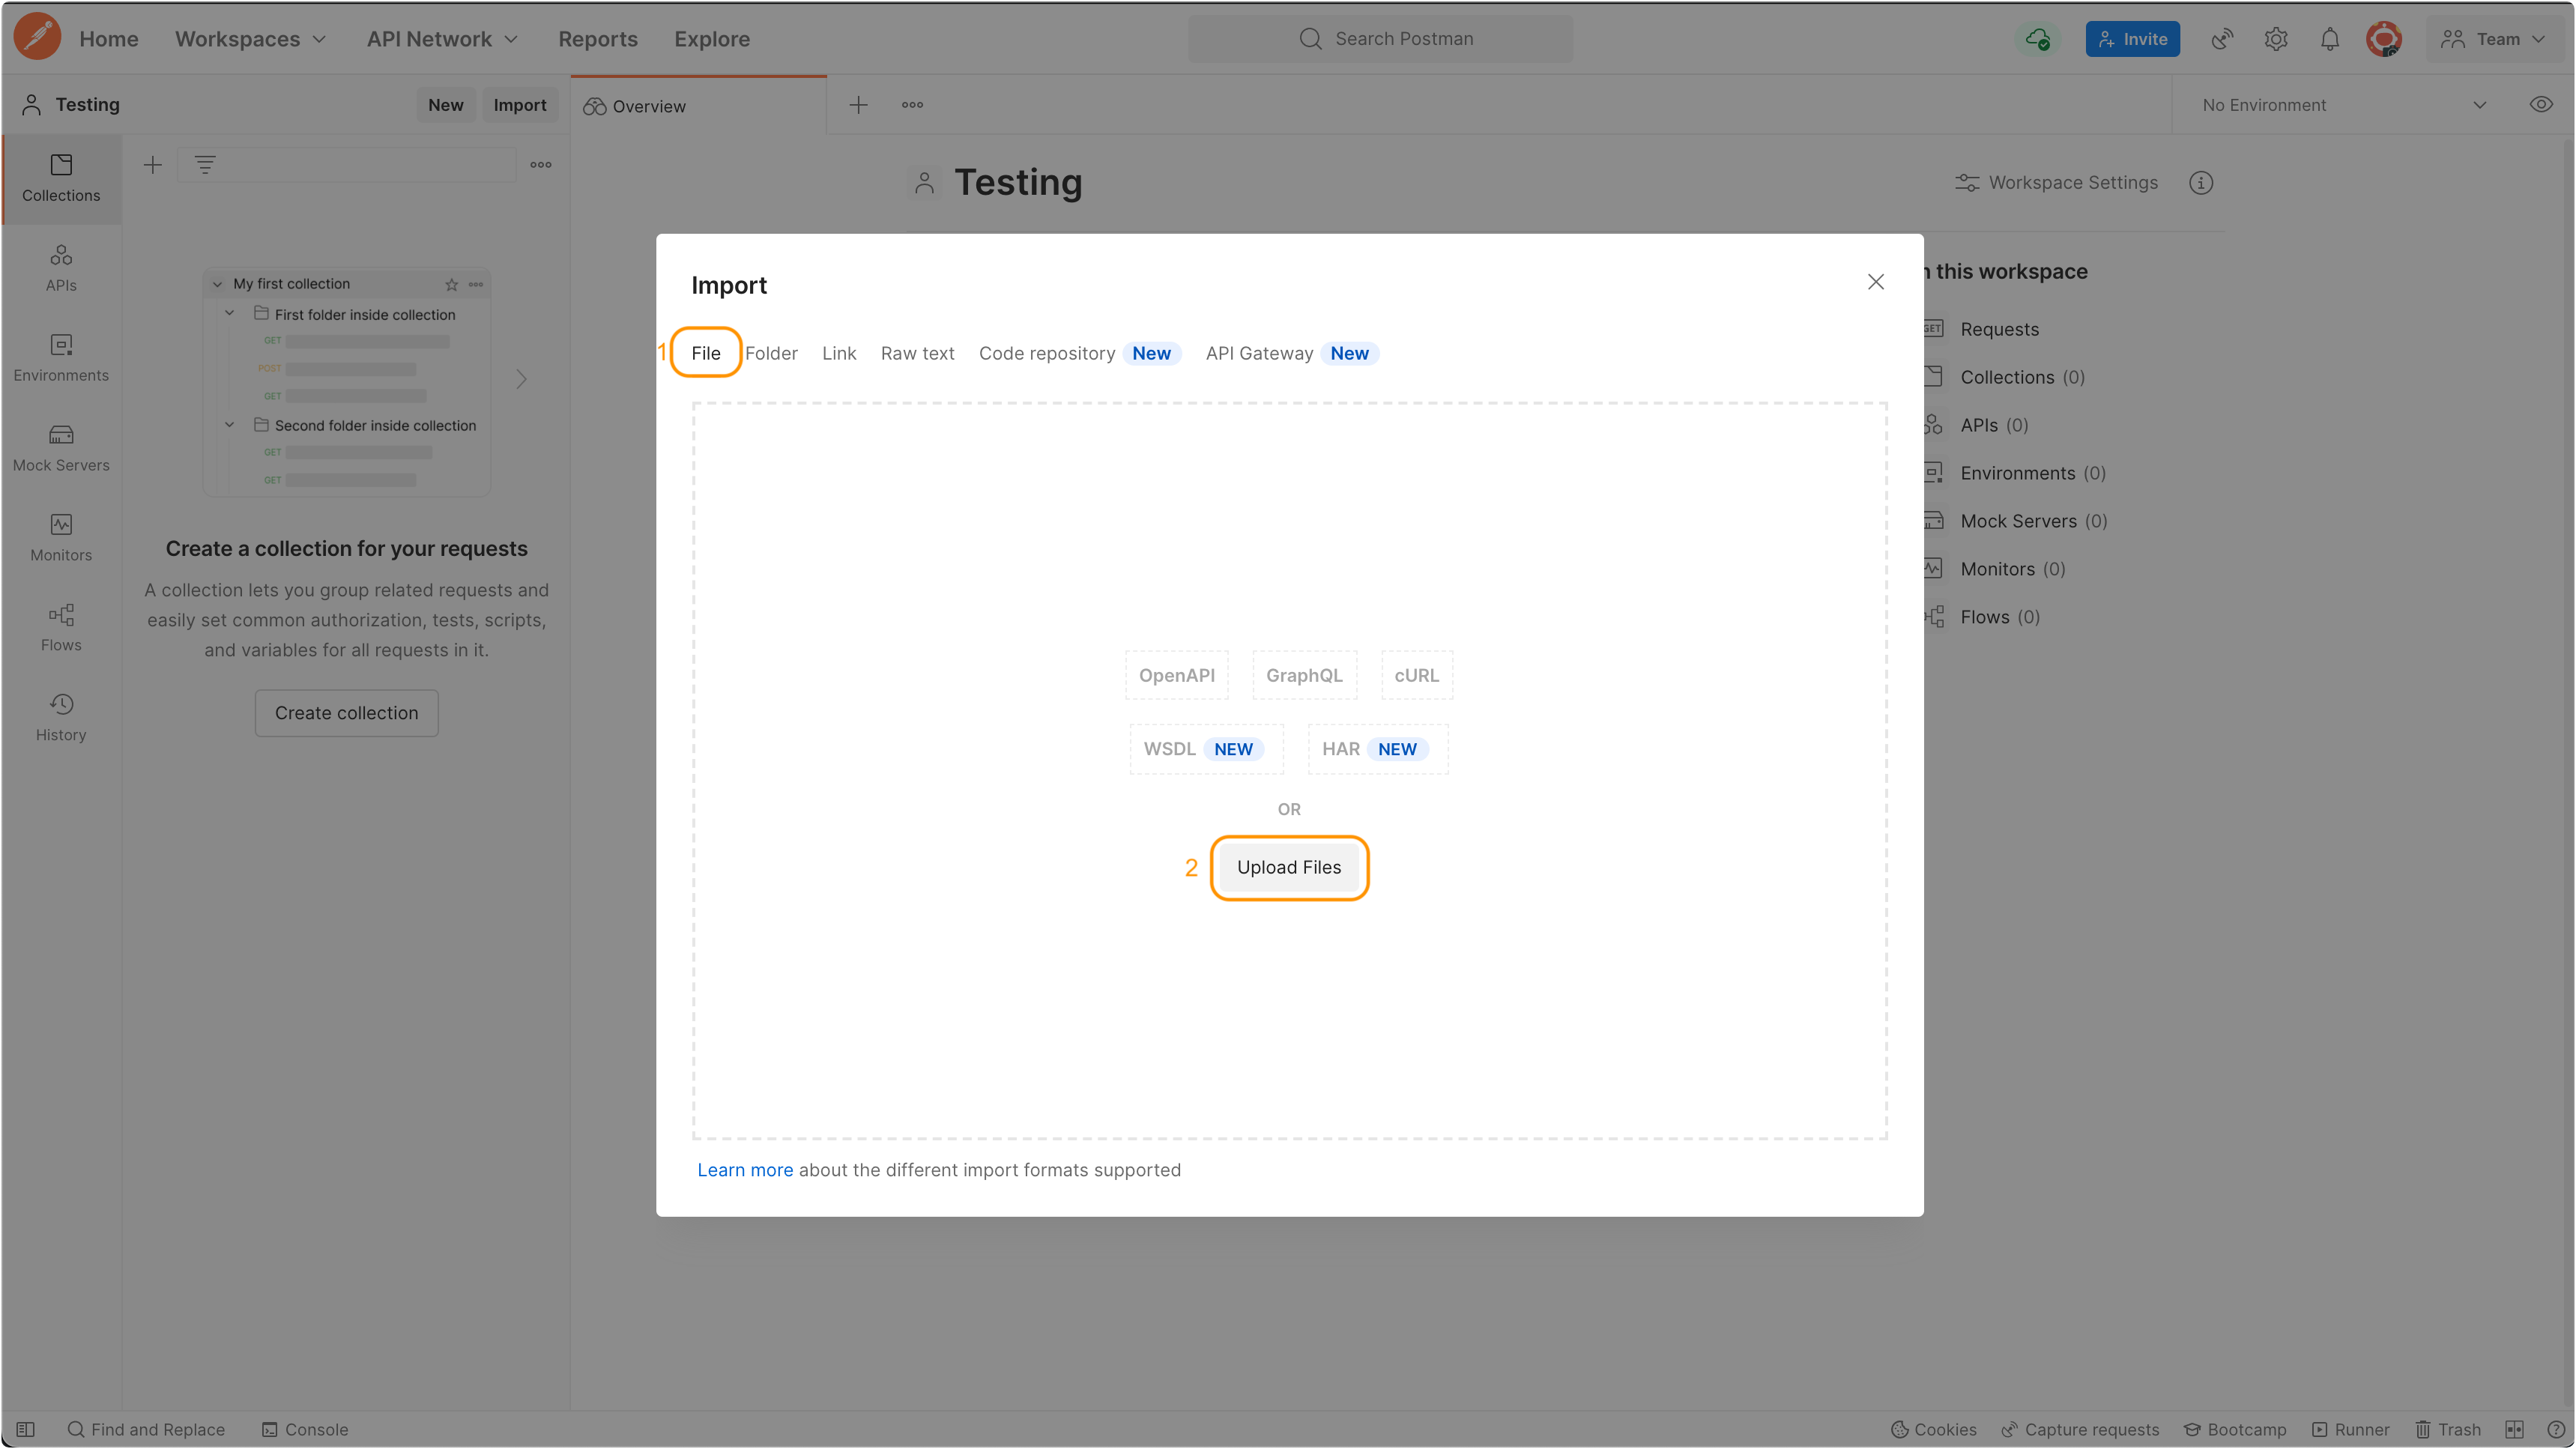 Home Workspaces API Network Reports Explore Search Postman Invite Team
Testing New Import Overview No Environment
Collections
APIs
Environments
Mock Servers
Monitors
Flows
History
My first collection
First folder inside collection
GET
POST
GET
Second folder inside collection
GET
GET
Create a collection for your requests
A collection lets you group related requests and
easily set common authorization, tests, scripts,
and variables for all requests in it.
Create collection
Testing Workspace Settings
Import
1 File Folder Link Raw text Code repository New API Gateway New
OpenAPI GraphQL cURL
WSDL NEW HAR NEW
OR
2 Upload Files
Learn more about the different import formats supported
n this workspace
GET Requests
Collections (0)
APIs (0)
Environments (0)
Mock Servers (0)
Monitors (0)
Flows (0)
Find and Replace Console Cookies Capture requests Bootcamp Runner Trash